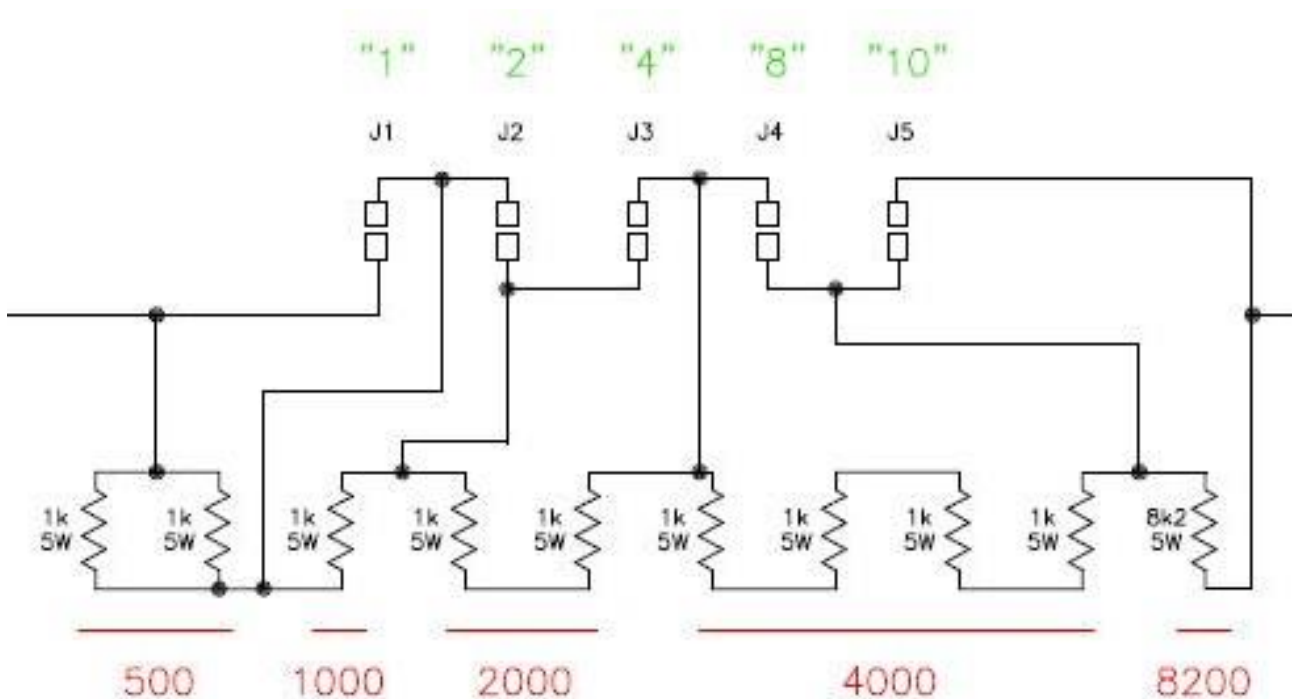 "1" "2" "4" "8" "10"
J1 J2 J3 J4 J5
1k 1k 1k 1k 1k 1k 1k 1k 1k 8k2
5W 5W 5W 5W 5W 5W 5W 5W 5W 5W
500 1000 2000 4000 8200